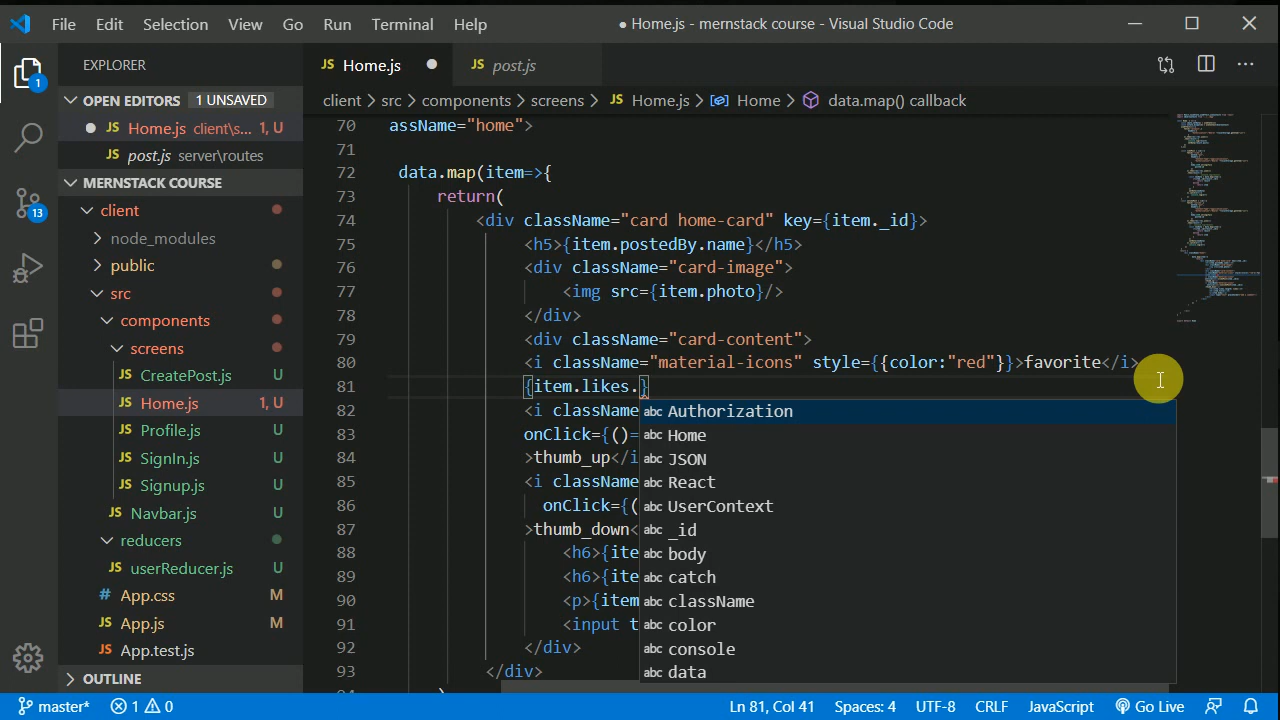 File Edit Selection View Go Run Terminal Help ● Home.js - mernstack course - Visual Studio Code
EXPLORER
JS Home.js
JS post.js
OPEN EDITORS 1 UNSAVED
JS Home.js client\s... 1, U
JS post.js server\routes
MERNSTACK COURSE
client
node_modules
public
src
components
screens
JS CreatePost.js U
JS Home.js 1, U
JS Profile.js U
JS SignIn.js U
JS Signup.js U
JS Navbar.js U
reducers
JS userReducer.js U
# App.css M
JS App.js M
JS App.test.js
OUTLINE
1
13
client > src > components > screens > JS Home.js > Home > data.map() callback
70 assName="home">
71
72 data.map(item=>{
73 return(
74 <div className="card home-card" key={item._id}>
75 <h5>{item.postedBy.name}</h5>
76 <div className="card-image">
77 <img src={item.photo}/>
78 </div>
79 <div className="card-content">
80 <i className="material-icons" style={{color:"red"}}>favorite</i>
81 {item.likes.}
82 <i className
83 onClick={()=
84 >thumb_up</i
85 <i className
86 onClick={(
87 >thumb_down<
88 <h6>{ite
89 <h6>{ite
90 <p>{item
91 <input t
92 </div>
93 </div>
abc Authorization
abc Home
abc JSON
abc React
abc UserContext
abc _id
abc body
abc catch
abc className
abc color
abc console
abc data
master* 1 0 Ln 81, Col 41 Spaces: 4 UTF-8 CRLF JavaScript Go Live